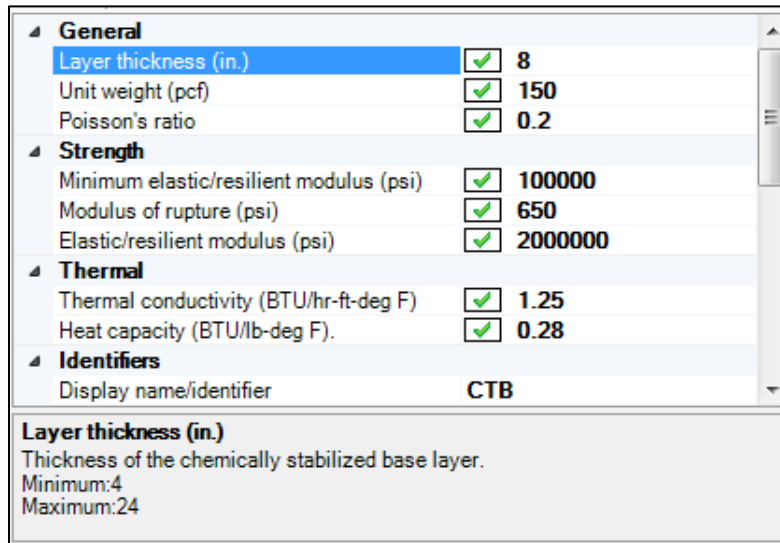 General
Layer thickness (in.) 8
Unit weight (pcf) 150
Poisson's ratio 0.2
Strength
Minimum elastic/resilient modulus (psi) 100000
Modulus of rupture (psi) 650
Elastic/resilient modulus (psi) 2000000
Thermal
Thermal conductivity (BTU/hr-ft-deg F) 1.25
Heat capacity (BTU/lb-deg F). 0.28
Identifiers
Display name/identifier CTB
Layer thickness (in.)
Thickness of the chemically stabilized base layer.
Minimum:4
Maximum:24